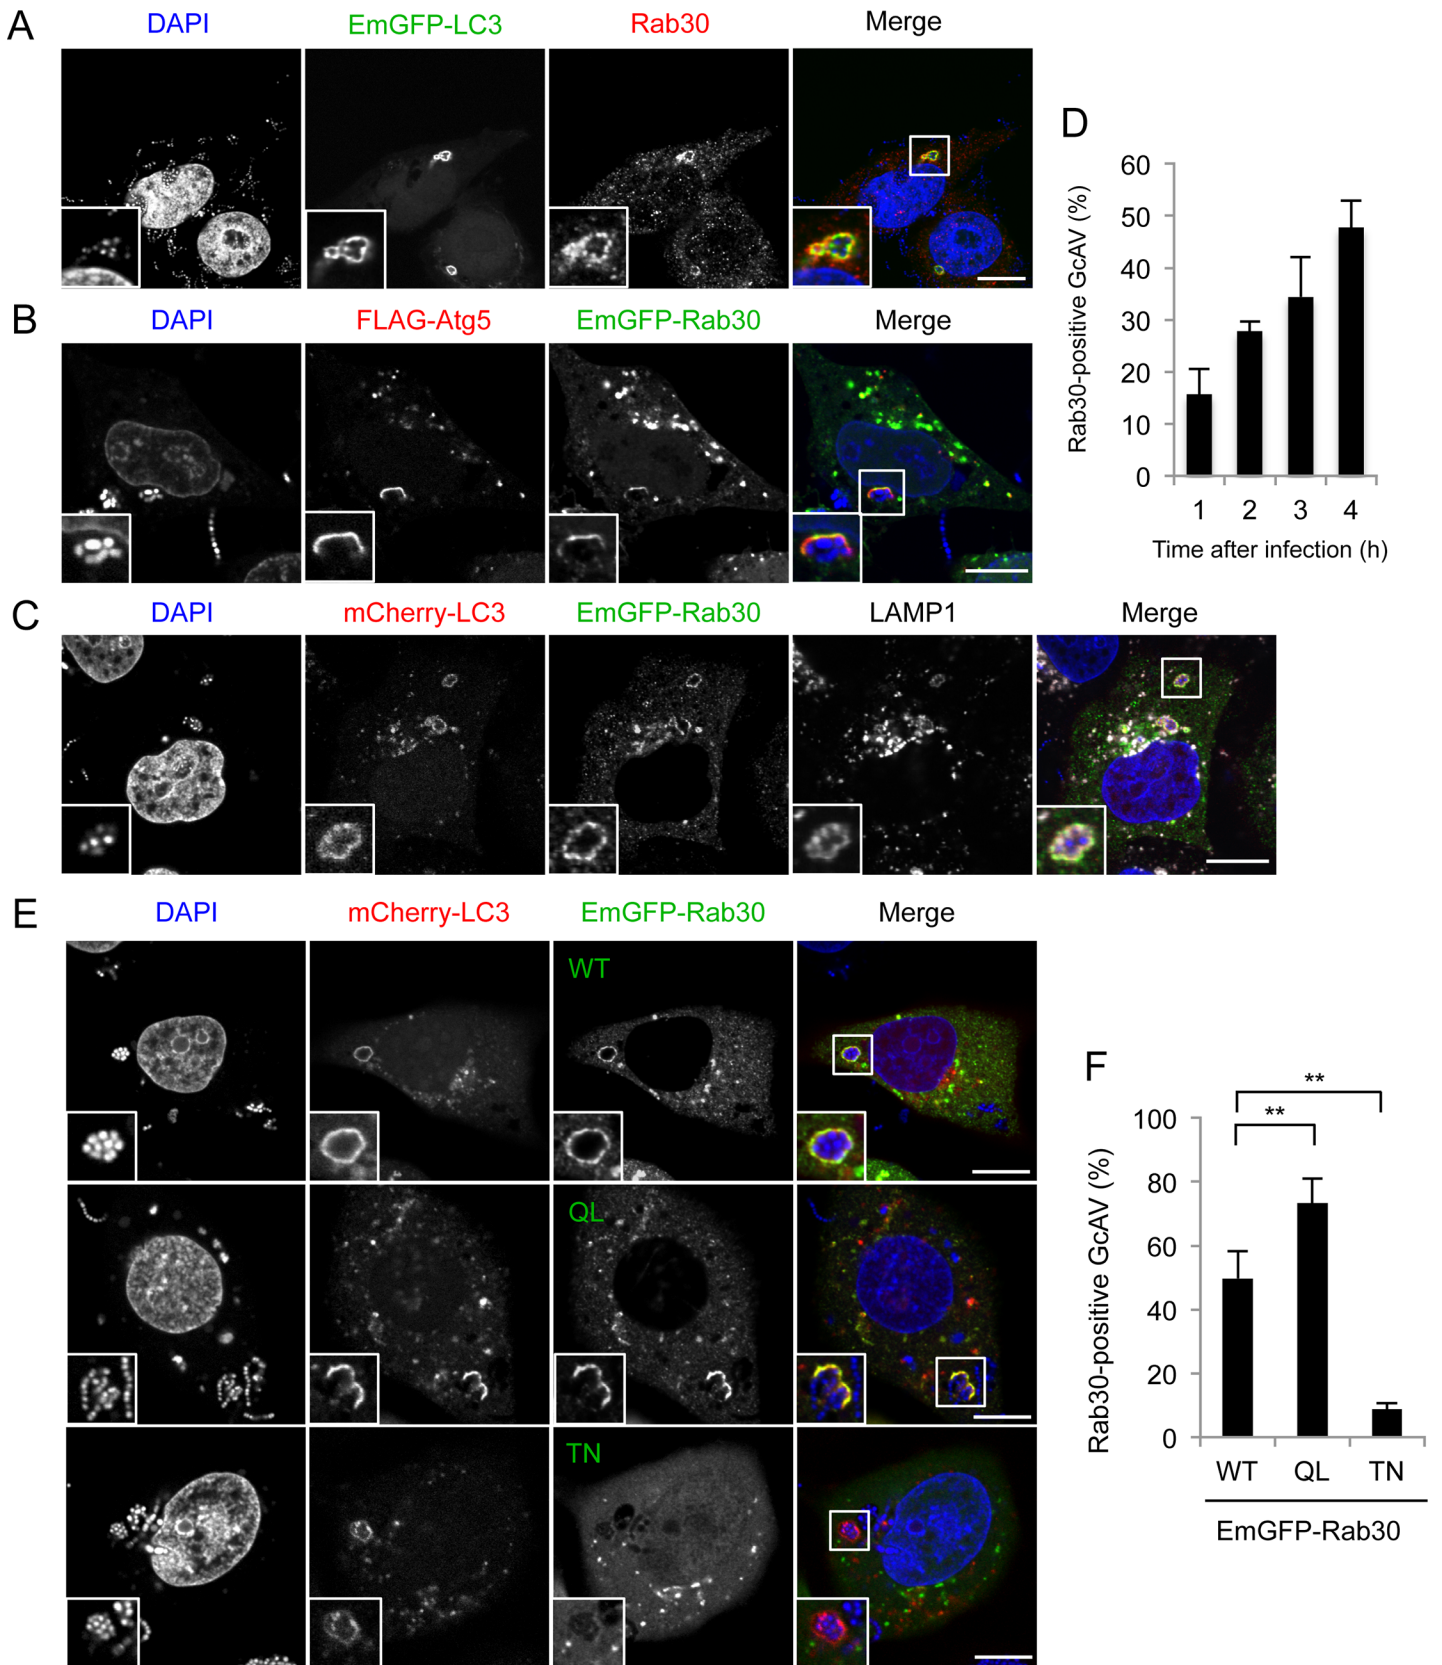 A
DAPI EmGFP-LC3 Rab30 Merge
B
DAPI FLAG-Atg5 EmGFP-Rab30 Merge
C
DAPI mCherry-LC3 EmGFP-Rab30 LAMP1 Merge
D
Rab30-positive GcAV (%)
60
50
40
30
20
10
0
1 2 3 4
Time after infection (h)
E
DAPI mCherry-LC3 EmGFP-Rab30 Merge
WT
QL
TN
F
Rab30-positive GcAV (%)
**
**
100
80
60
40
20
0
WT QL TN
EmGFP-Rab30